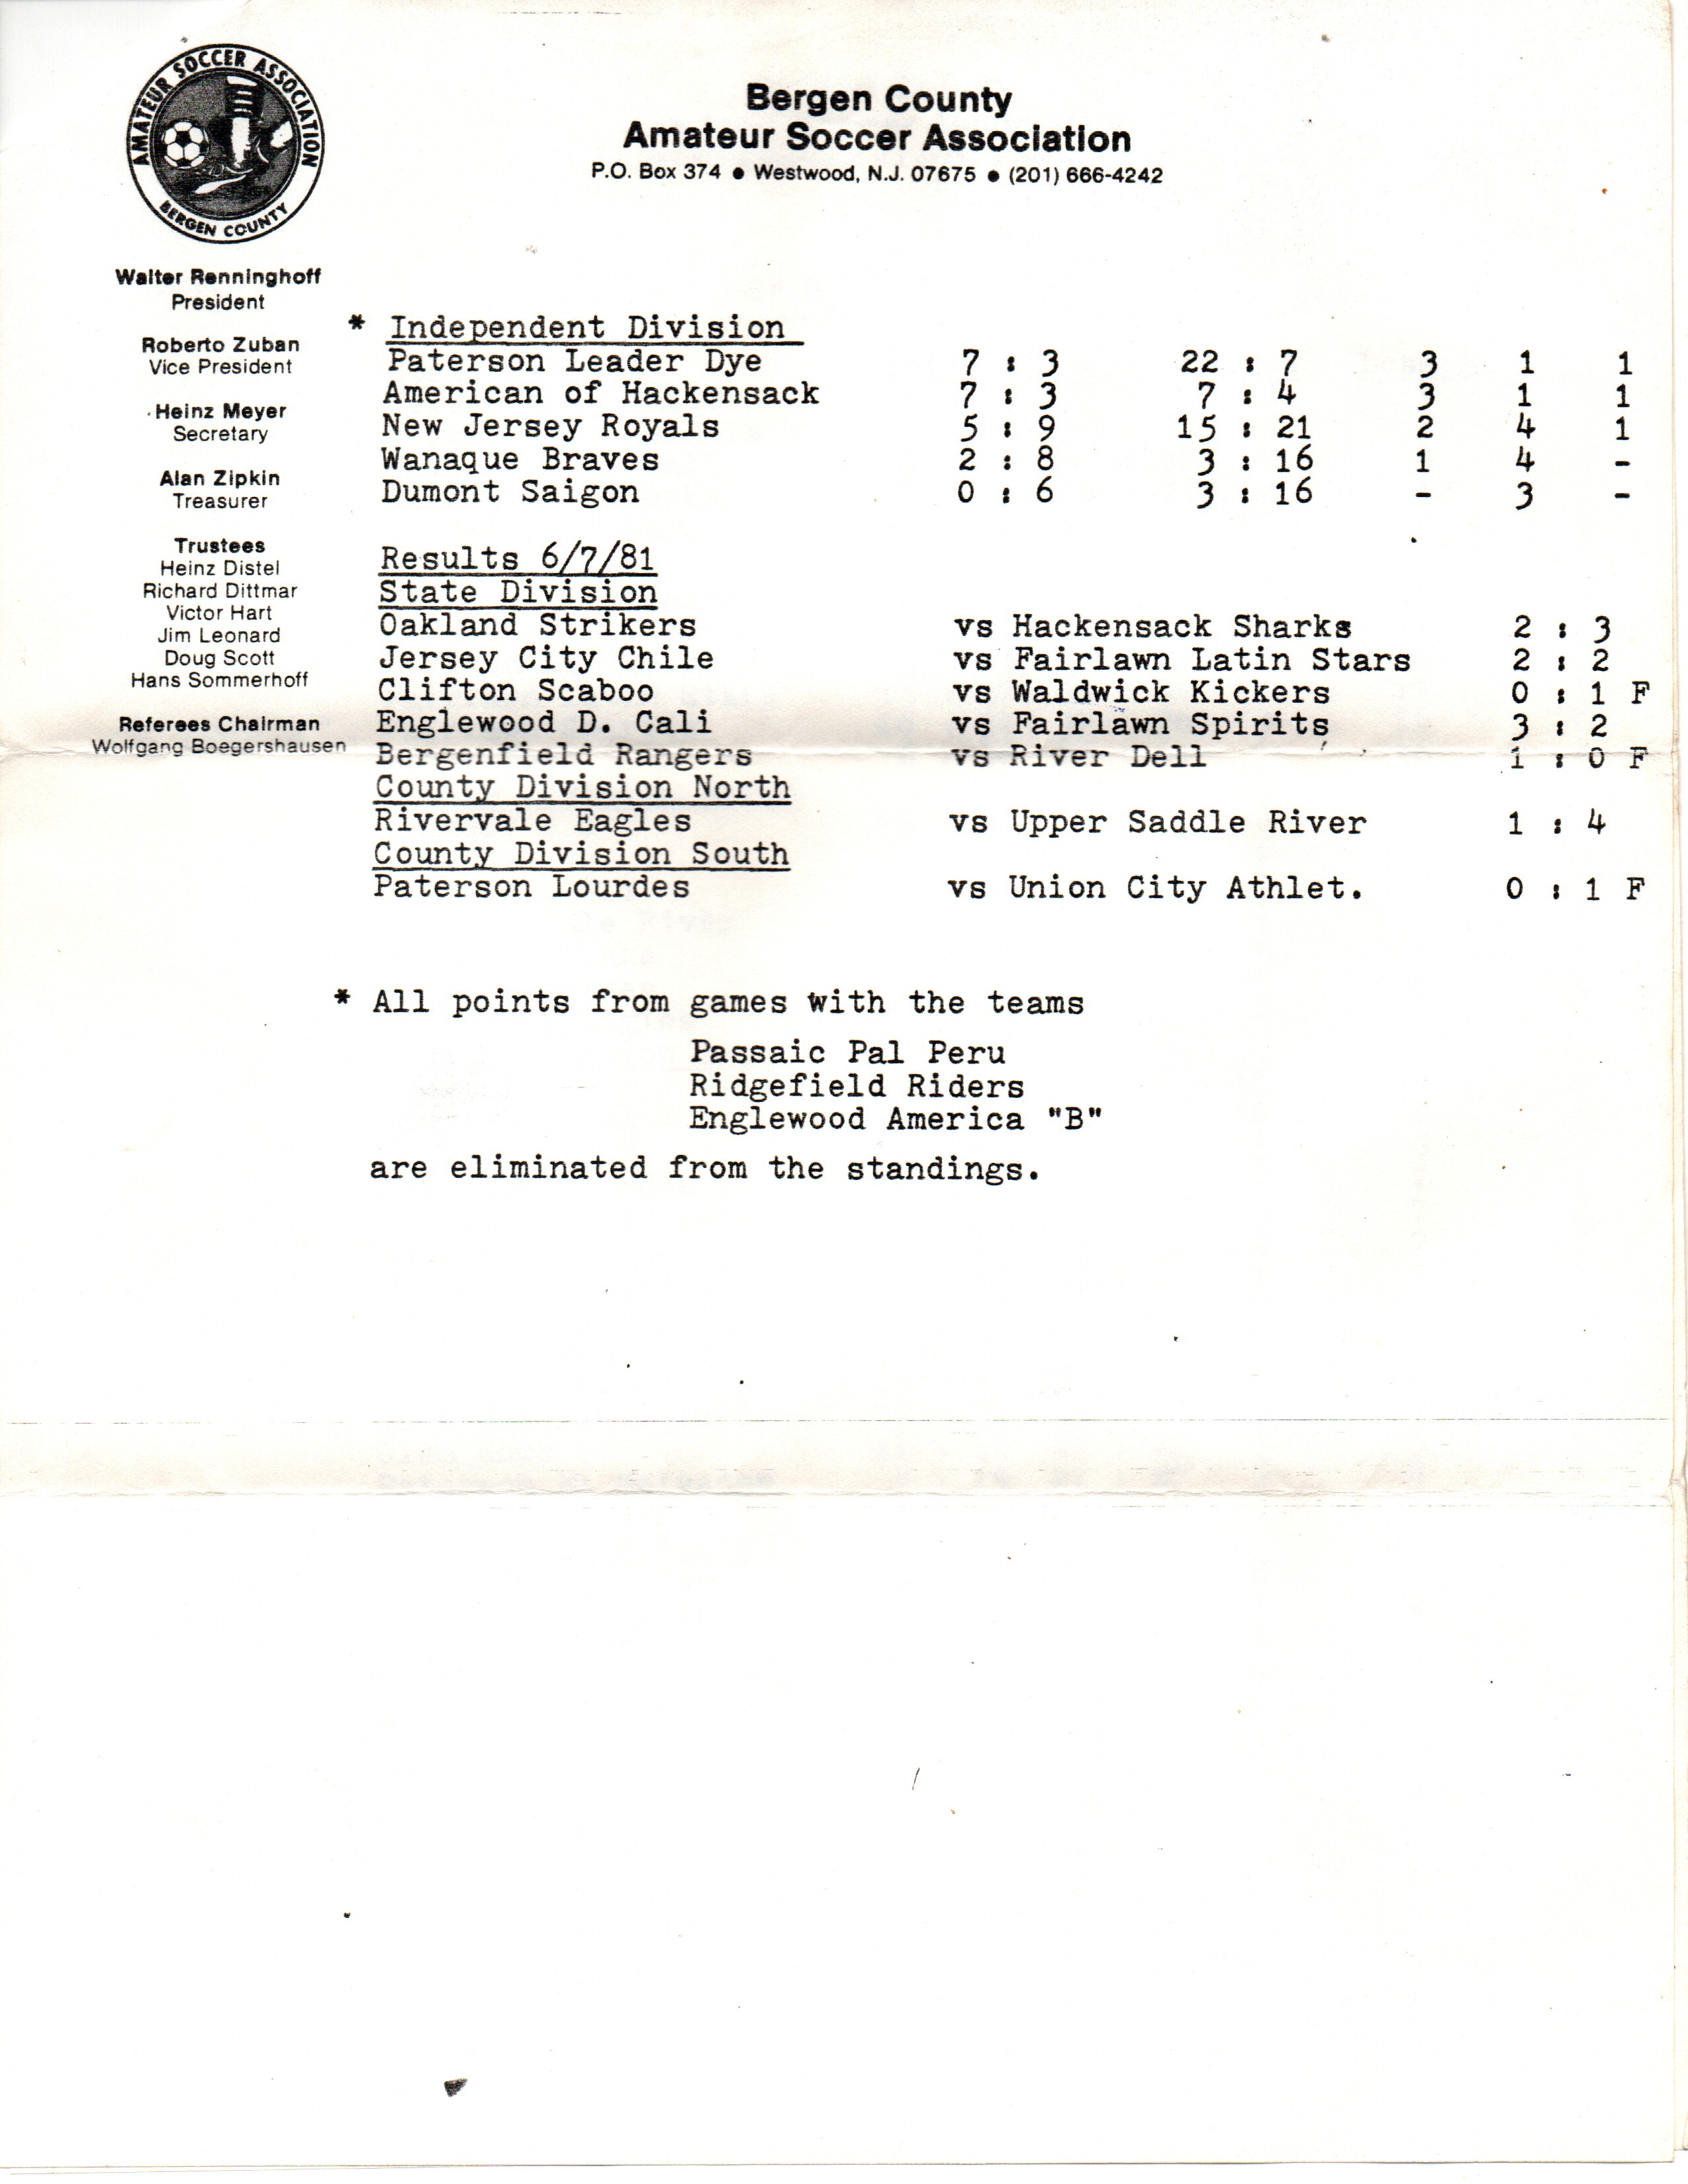 AMATEUR SOCCER ASSOCIATION
BERGEN COUNTY
Bergen County
Amateur Soccer Association
P.O. Box 374 ● Westwood, N.J. 07675 ● (201) 666-4242
Walter Renninghoff
President
Roberto Zuban
Vice President
Heinz Meyer
Secretary
Alan Zipkin
Treasurer
Trustees
Heinz Distel
Richard Dittmar
Victor Hart
Jim Leonard
Doug Scott
Hans Sommerhoff
Referees Chairman
Wolfgang Boegershausen
* Independent Division
Paterson Leader Dye 7 : 3 22 : 7 3 1 1
American of Hackensack 7 : 3 7 : 4 3 1 1
New Jersey Royals 5 : 9 15 : 21 2 4 1
Wanaque Braves 2 : 8 3 : 16 1 4 -
Dumont Saigon 0 : 6 3 : 16 - 3 -
Results 6/7/81
State Division
Oakland Strikers vs Hackensack Sharks 2 : 3
Jersey City Chile vs Fairlawn Latin Stars 2 : 2
Clifton Scaboo vs Waldwick Kickers 0 : 1 F
Englewood D. Cali vs Fairlawn Spirits 3 : 2
Bergenfield Rangers vs River Dell 1 : 0 F
County Division North
Rivervale Eagles vs Upper Saddle River 1 : 4
County Division South
Paterson Lourdes vs Union City Athlet. 0 : 1 F
* All points from games with the teams
Passaic Pal Peru
Ridgefield Riders
Englewood America "B"
are eliminated from the standings.